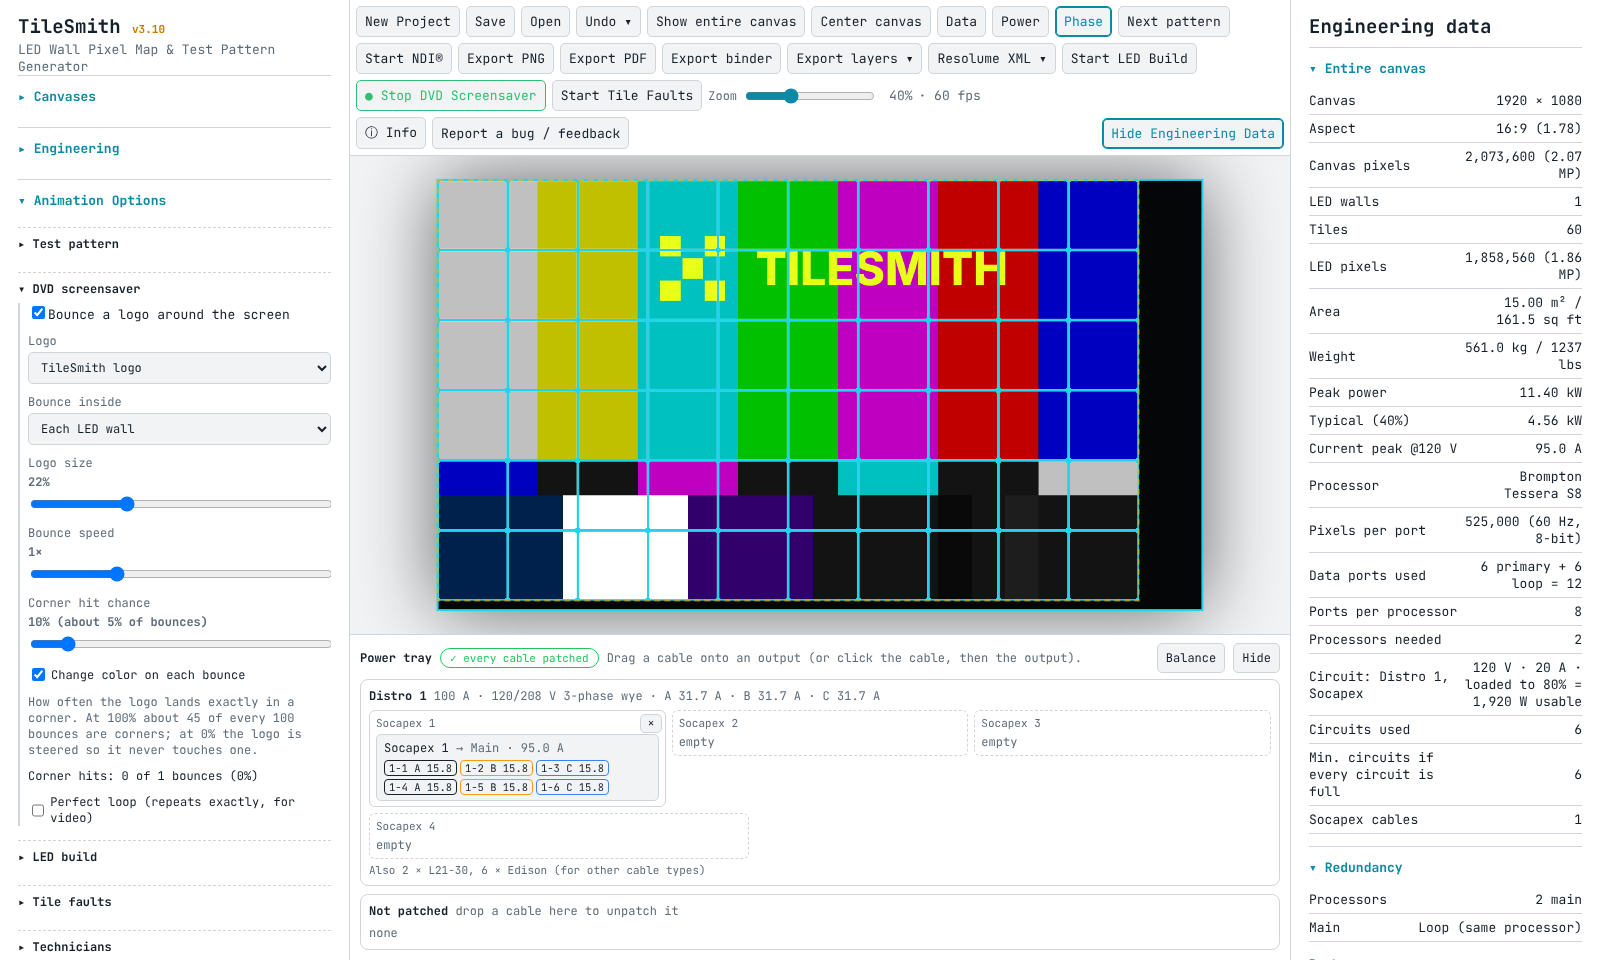 TileSmith v3.10
LED Wall Pixel Map & Test Pattern
Generator
▸ Canvases
▸ Engineering
▾ Animation Options
▸ Test pattern
▾ DVD screensaver
Bounce a logo around the screen
Logo
TileSmith logo
Bounce inside
Each LED wall
Logo size
22%
Bounce speed
1×
Corner hit chance
10% (about 5% of bounces)
Change color on each bounce
How often the logo lands exactly in a
corner. At 100% about 45 of every 100
bounces are corners; at 0% the logo is
steered so it never touches one.
Corner hits: 0 of 1 bounces (0%)
Perfect loop (repeats exactly, for
video)
▸ LED build
▸ Tile faults
▸ Technicians
New Project Save Open Undo ▾ Show entire canvas Center canvas Data Power Phase Next pattern
Start NDI® Export PNG Export PDF Export binder Export layers ▾ Resolume XML ▾ Start LED Build
● Stop DVD Screensaver Start Tile Faults Zoom 40% · 60 fps
ⓘ Info Report a bug / feedback Hide Engineering Data
TILESMITH
Power tray ✓ every cable patched Drag a cable onto an output (or click the cable, then the output). Balance Hide
Distro 1 100 A · 120/208 V 3-phase wye · A 31.7 A · B 31.7 A · C 31.7 A
Socapex 1 ×
Socapex 1 → Main · 95.0 A
1-1 A 15.8 1-2 B 15.8 1-3 C 15.8
1-4 A 15.8 1-5 B 15.8 1-6 C 15.8
Socapex 2
empty
Socapex 3
empty
Socapex 4
empty
Also 2 × L21-30, 6 × Edison (for other cable types)
Not patched drop a cable here to unpatch it
none
Engineering data
▾ Entire canvas
Canvas 1920 × 1080
Aspect 16:9 (1.78)
Canvas pixels 2,073,600 (2.07
MP)
LED walls 1
Tiles 60
LED pixels 1,858,560 (1.86
MP)
Area 15.00 m² /
161.5 sq ft
Weight 561.0 kg / 1237
lbs
Peak power 11.40 kW
Typical (40%) 4.56 kW
Current peak @120 V 95.0 A
Processor Brompton
Tessera S8
Pixels per port 525,000 (60 Hz,
8-bit)
Data ports used 6 primary + 6
loop = 12
Ports per processor 8
Processors needed 2
Circuit: Distro 1, 120 V · 20 A ·
Socapex loaded to 80% =
1,920 W usable
Circuits used 6
Min. circuits if
every circuit is 6
full
Socapex cables 1
▾ Redundancy
Processors 2 main
Main Loop (same processor)